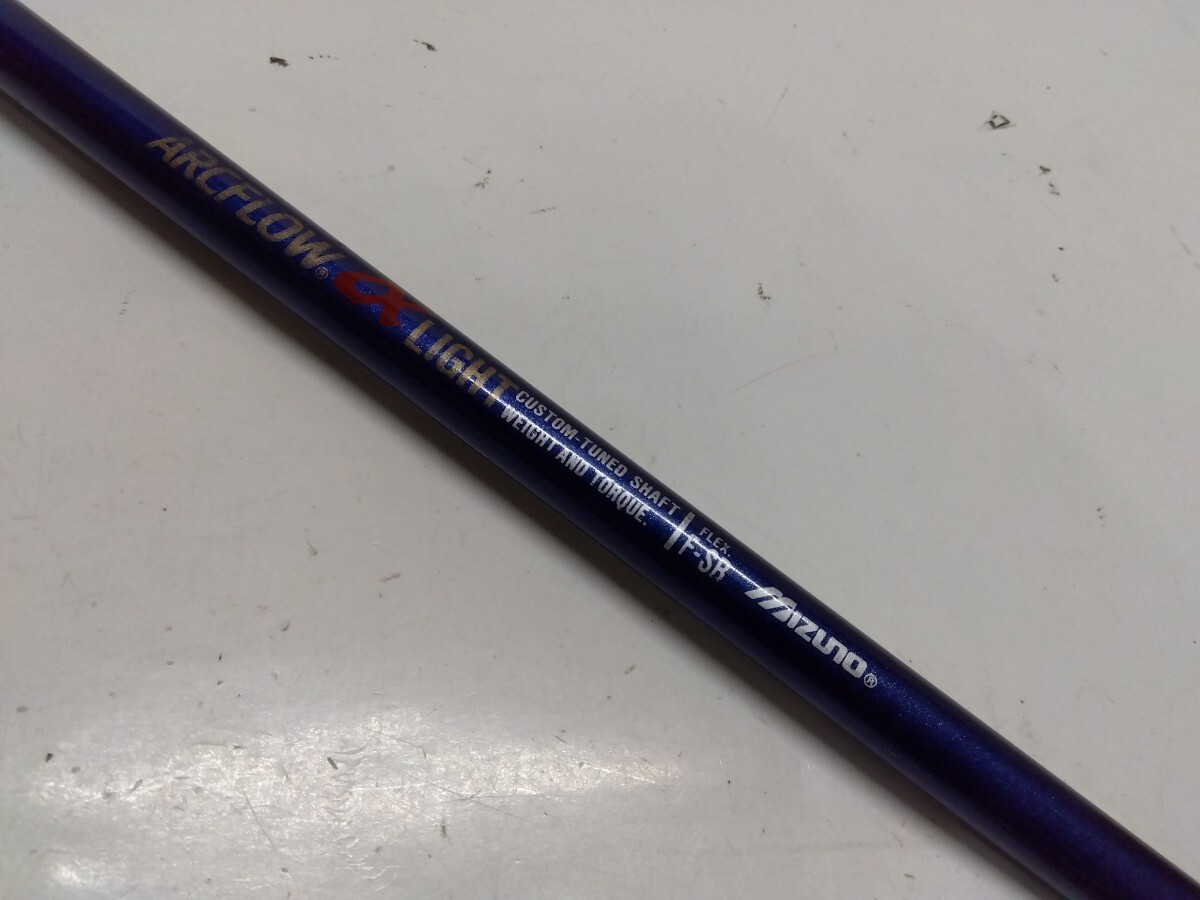 ARCFLOW® α LIGHT
CUSTOM-TUNED SHAFT
WEIGHT AND TORQUE.
FLEX.
F-SR
MIZUNO®